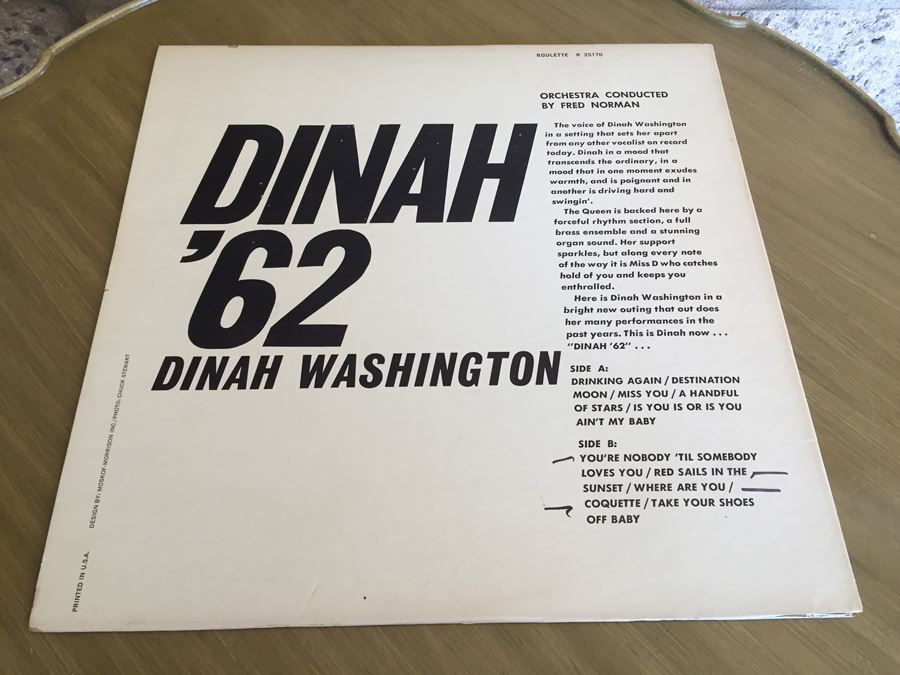 ROULETTE R 25170
ORCHESTRA CONDUCTED
BY FRED NORMAN
The voice of Dinah Washington
in a setting that sets her apart
from any other vocalist on record
today. Dinah in a mood that
transcends the ordinary, in a
mood that in one moment exudes
warmth, and is poignant and in
another is driving hard and
swingin'.
The Queen is backed here by a
forceful rhythm section, a full
brass ensemble and a stunning
organ sound. Her support
sparkles, but along every note
of the way it is Miss D who catches
hold of you and keeps you
enthralled.
Here is Dinah Washington in a
bright new outing that out does
her many performances in the
past years. This is Dinah now . . .
"DINAH '62" . . .
DINAH
'62
DINAH WASHINGTON
SIDE A:
DRINKING AGAIN / DESTINATION
MOON / MISS YOU / A HANDFUL
OF STARS / IS YOU IS OR IS YOU
AIN'T MY BABY
SIDE B:
YOU'RE NOBODY 'TIL SOMEBODY
LOVES YOU / RED SAILS IN THE
SUNSET / WHERE ARE YOU /
COQUETTE / TAKE YOUR SHOES
OFF BABY
DESIGN BY: MOSKOF-MORRISON INC./PHOTO: CHUCK STEWART
PRINTED IN U.S.A.